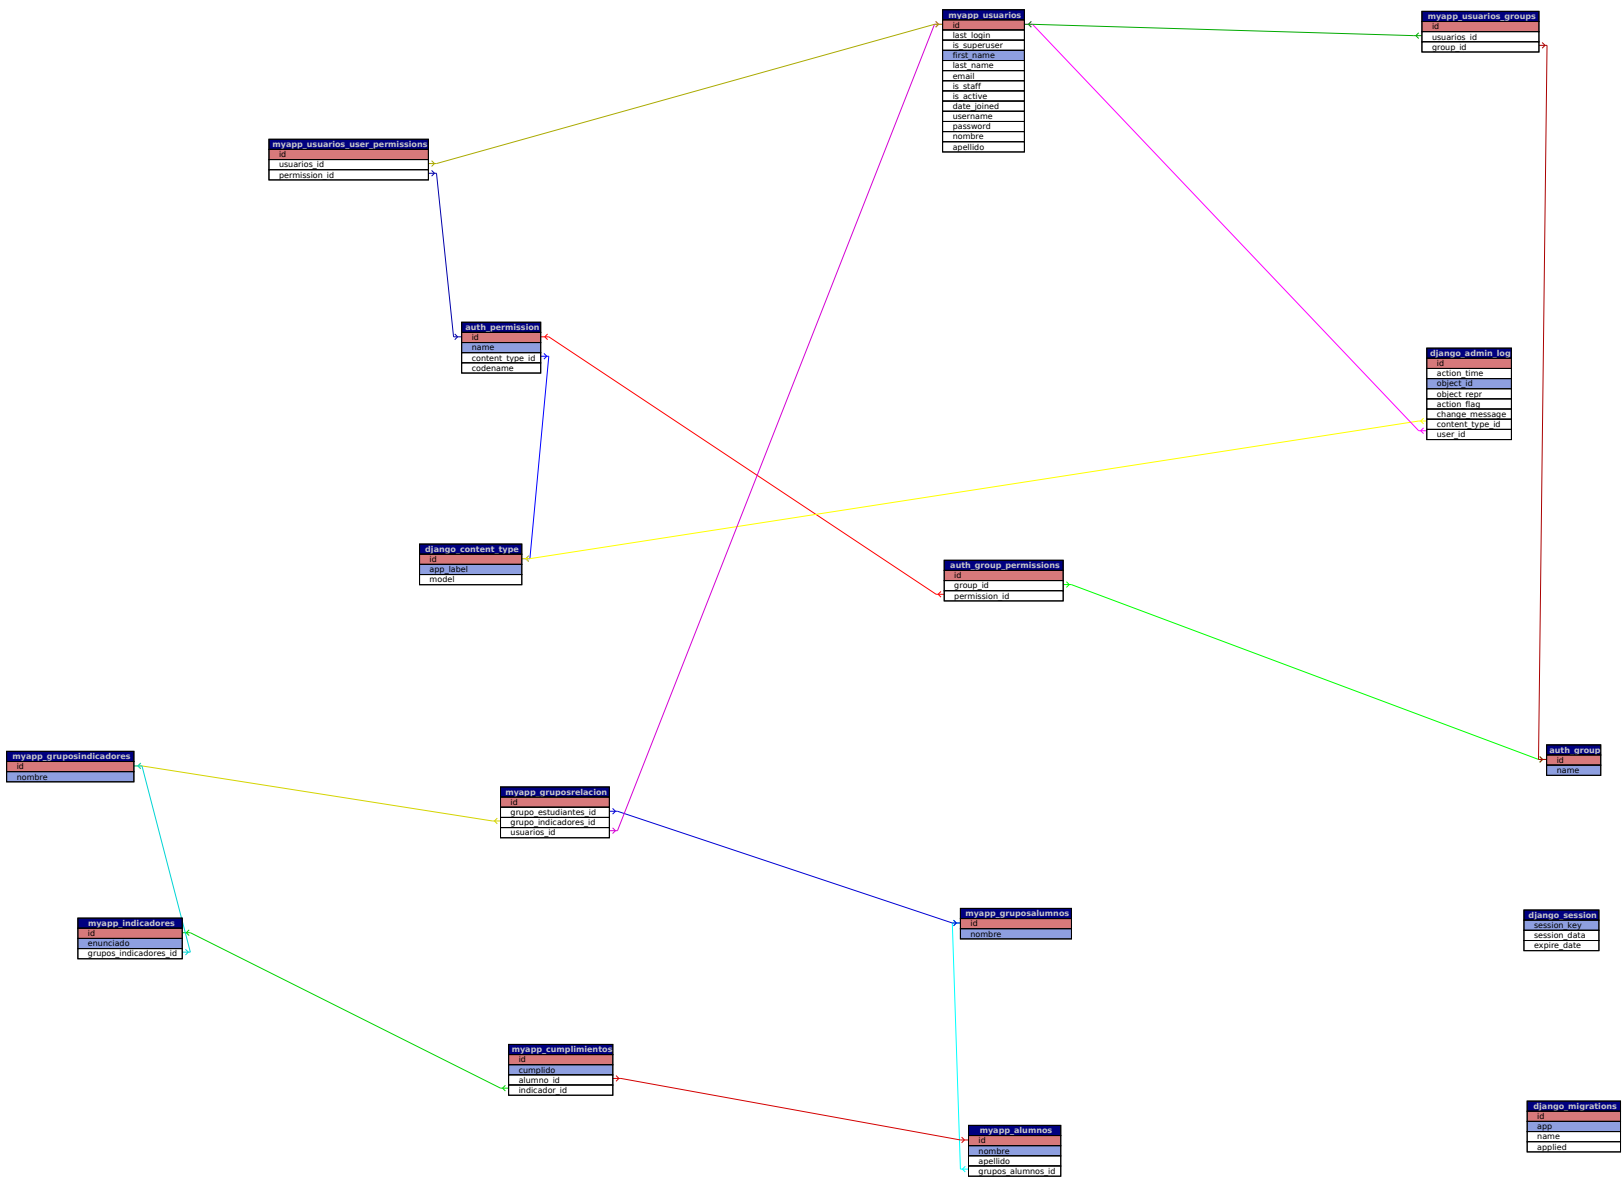 myapp_usuarios
id
last_login
is_superuser
first_name
last_name
email
is_staff
is_active
date_joined
username
password
nombre
apellido
myapp_usuarios_groups
id
usuarios_id
group_id
myapp_usuarios_user_permissions
id
usuarios_id
permission_id
auth_permission
id
name
content_type_id
codename
django_admin_log
id
action_time
object_id
object_repr
action_flag
change_message
content_type_id
user_id
django_content_type
id
app_label
model
auth_group_permissions
id
group_id
permission_id
auth_group
id
name
myapp_gruposindicadores
id
nombre
myapp_gruposrelacion
id
grupo_estudiantes_id
grupo_indicadores_id
usuarios_id
myapp_gruposalumnos
id
nombre
django_session
session_key
session_data
expire_date
myapp_indicadores
id
enunciado
grupos_indicadores_id
myapp_cumplimientos
id
cumplido
alumno_id
indicador_id
django_migrations
id
app
name
applied
myapp_alumnos
id
nombre
apellido
grupos_alumnos_id